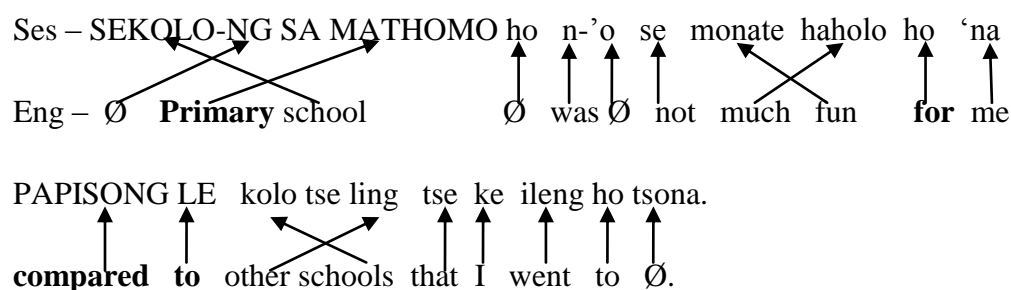 Ses – SEKOLO-NG SA MATHOMO ho n-’o se monate haholo ho ‘na
Eng – Ø Primary school Ø was Ø not much fun for me
PAPISONG LE kolo tse ling tse ke ileng ho tsona.
compared to other schools that I went to Ø.